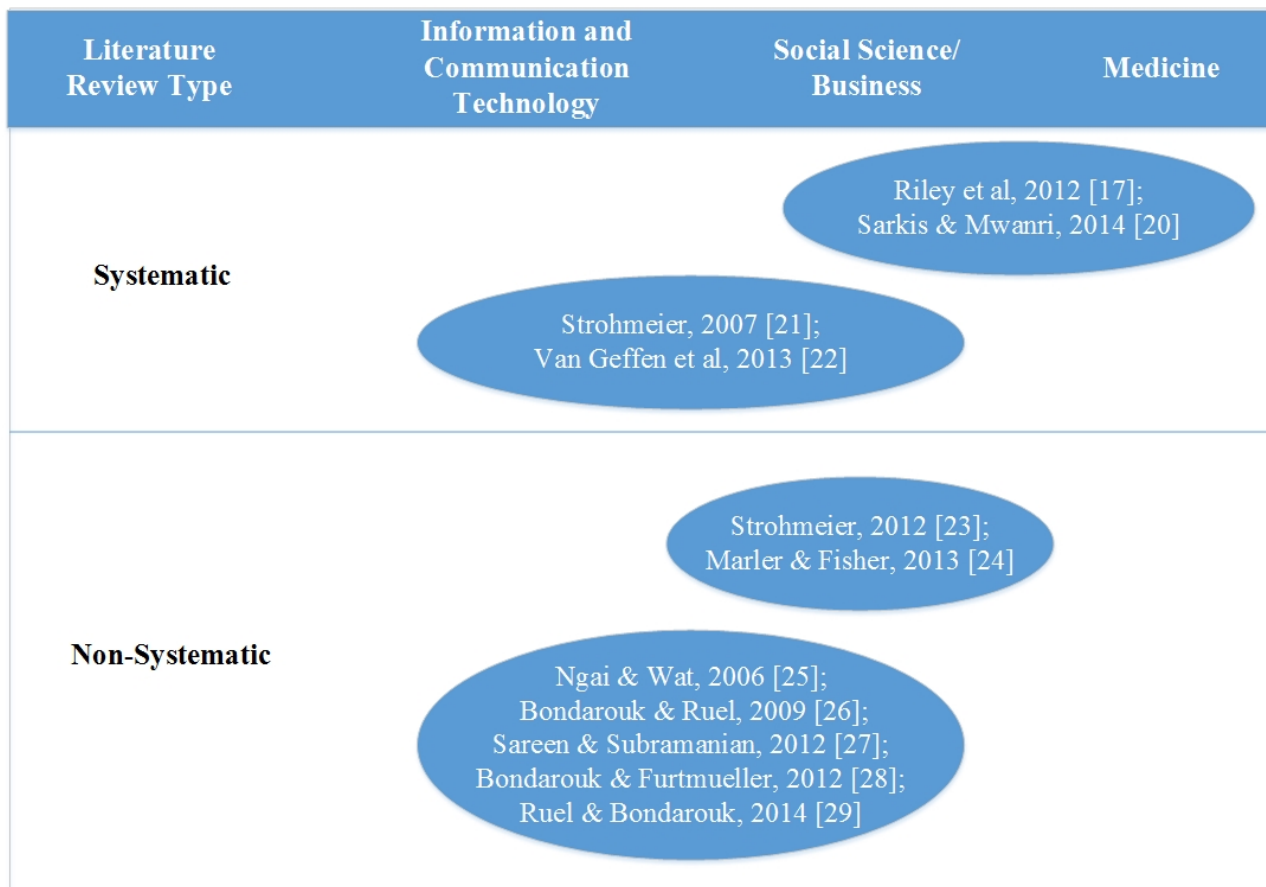 Literature
Review Type
Information and
Communication
Technology
Social Science/
Business
Medicine
Systematic
Riley et al, 2012 [17];
Sarkis & Mwanri, 2014 [20]
Strohmeier, 2007 [21];
Van Geffen et al, 2013 [22]
Non-Systematic
Strohmeier, 2012 [23];
Marler & Fisher, 2013 [24]
Ngai & Wat, 2006 [25];
Bondarouk & Ruel, 2009 [26];
Sareen & Subramanian, 2012 [27];
Bondarouk & Furtmueller, 2012 [28];
Ruel & Bondarouk, 2014 [29]